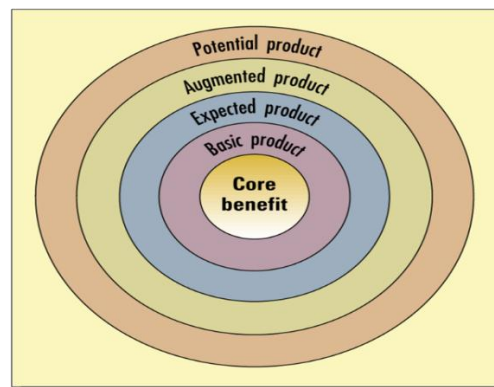 Potential product
Augmented product
Expected product
Basic product
Core
benefit